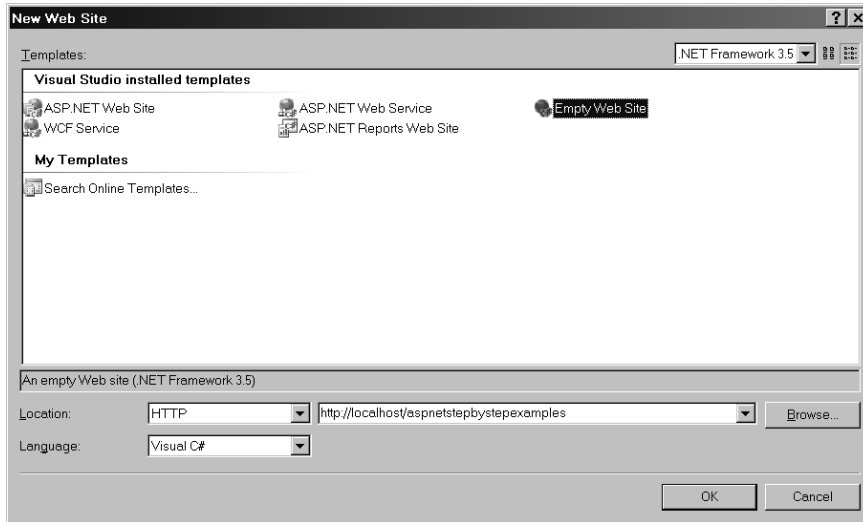 New Web Site
Templates: .NET Framework 3.5
Visual Studio installed templates
ASP.NET Web Site ASP.NET Web Service Empty Web Site
WCF Service ASP.NET Reports Web Site
My Templates
Search Online Templates...
An empty Web site (.NET Framework 3.5)
Location: HTTP http://localhost/aspnetstepbystepexamples Browse...
Language: Visual C#
OK Cancel